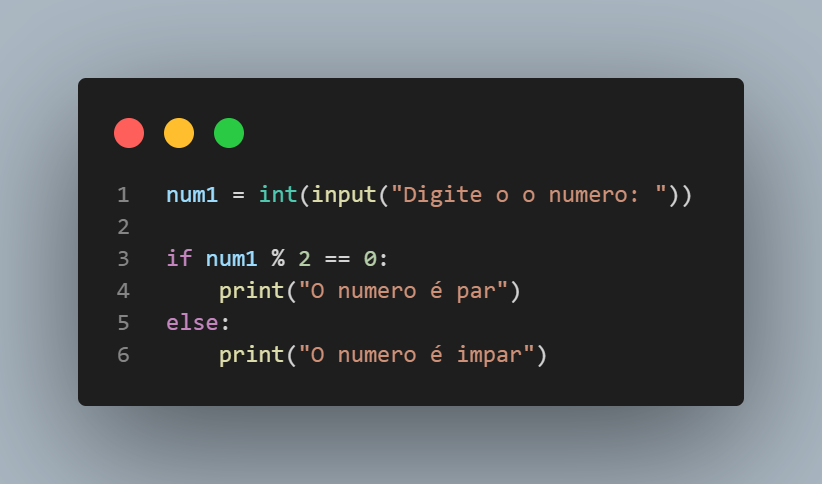 1 num1 = int(input("Digite o o numero: "))
2
3 if num1 % 2 == 0:
4     print("O numero é par")
5 else:
6     print("O numero é impar")